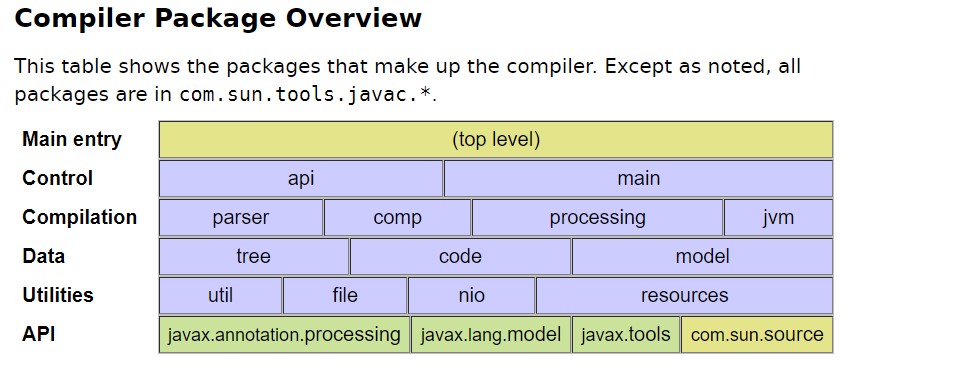 Compiler Package Overview
This table shows the packages that make up the compiler. Except as noted, all
packages are in com.sun.tools.javac.*.
Main entry (top level)
Control api main
Compilation parser comp processing jvm
Data tree code model
Utilities util file nio resources
API javax.annotation.processing javax.lang.model javax.tools com.sun.source